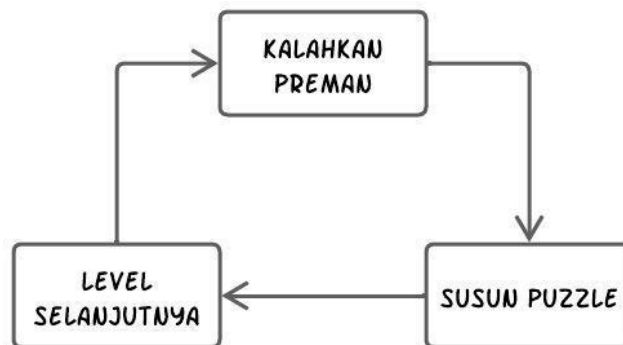 KALAHKAN
PREMAN
SUSUN PUZZLE
LEVEL
SELANJUTNYA